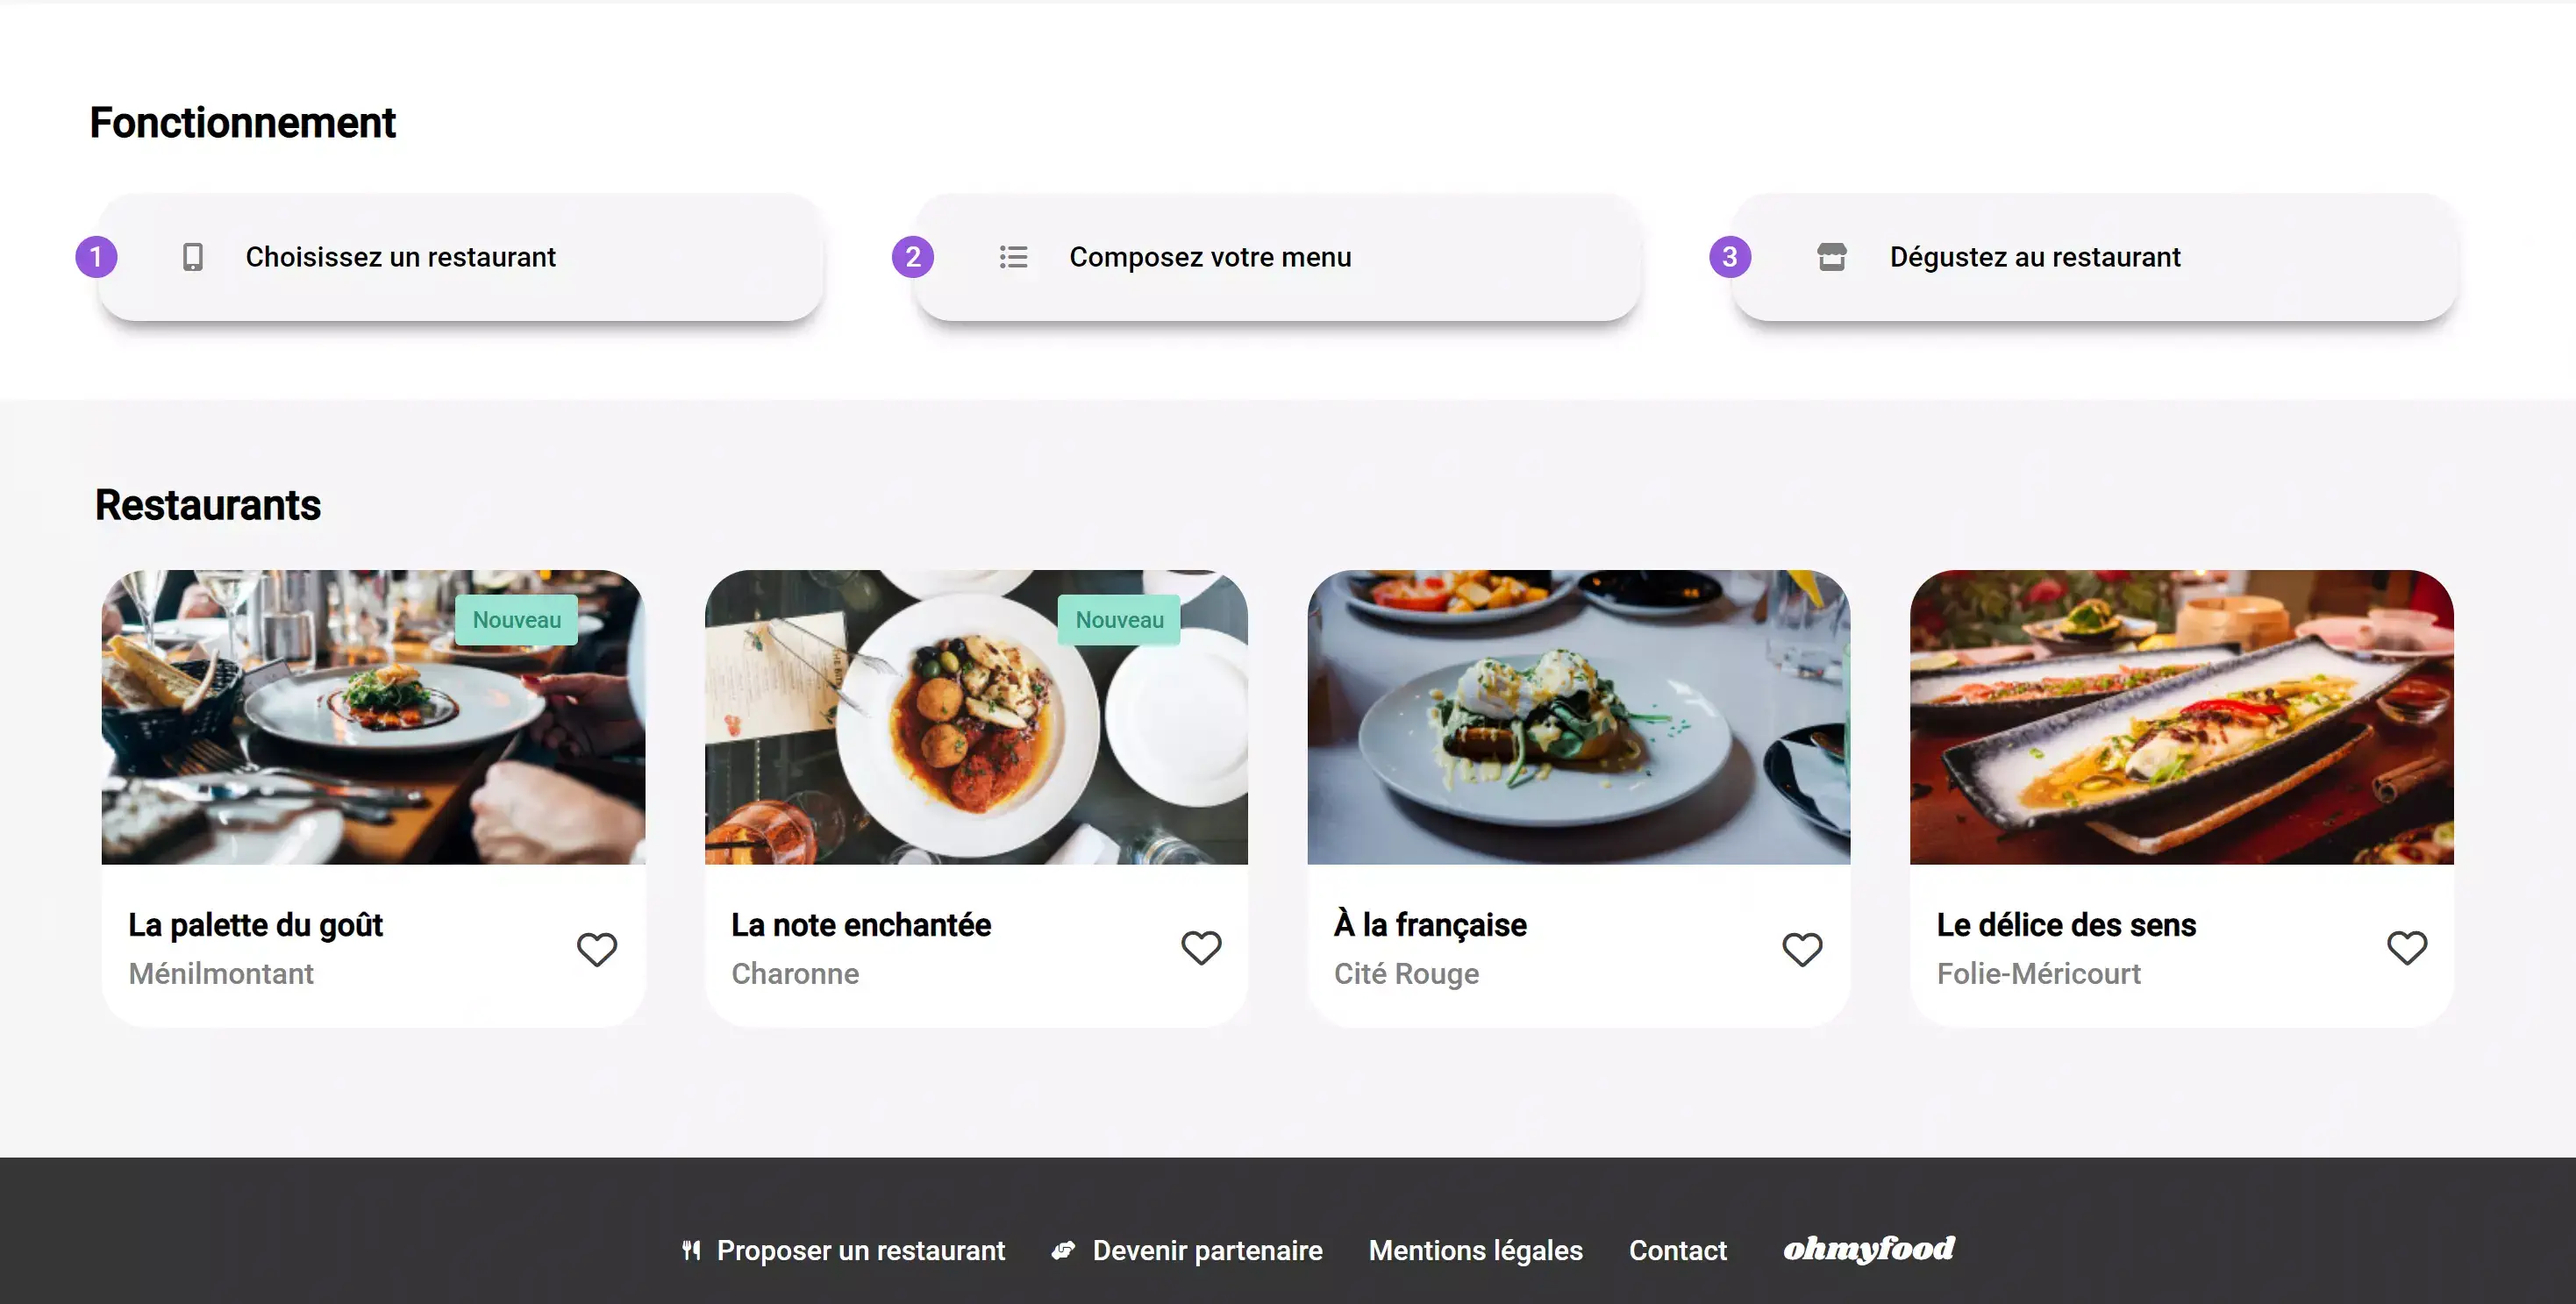 Fonctionnement
1 Choisissez un restaurant
2 Composez votre menu
3 Dégustez au restaurant
Restaurants
Nouveau
Nouveau
La palette du goût
Ménilmontant
La note enchantée
Charonne
À la française
Cité Rouge
Le délice des sens
Folie-Méricourt
Proposer un restaurant
Devenir partenaire
Mentions légales
Contact
ohmyfood